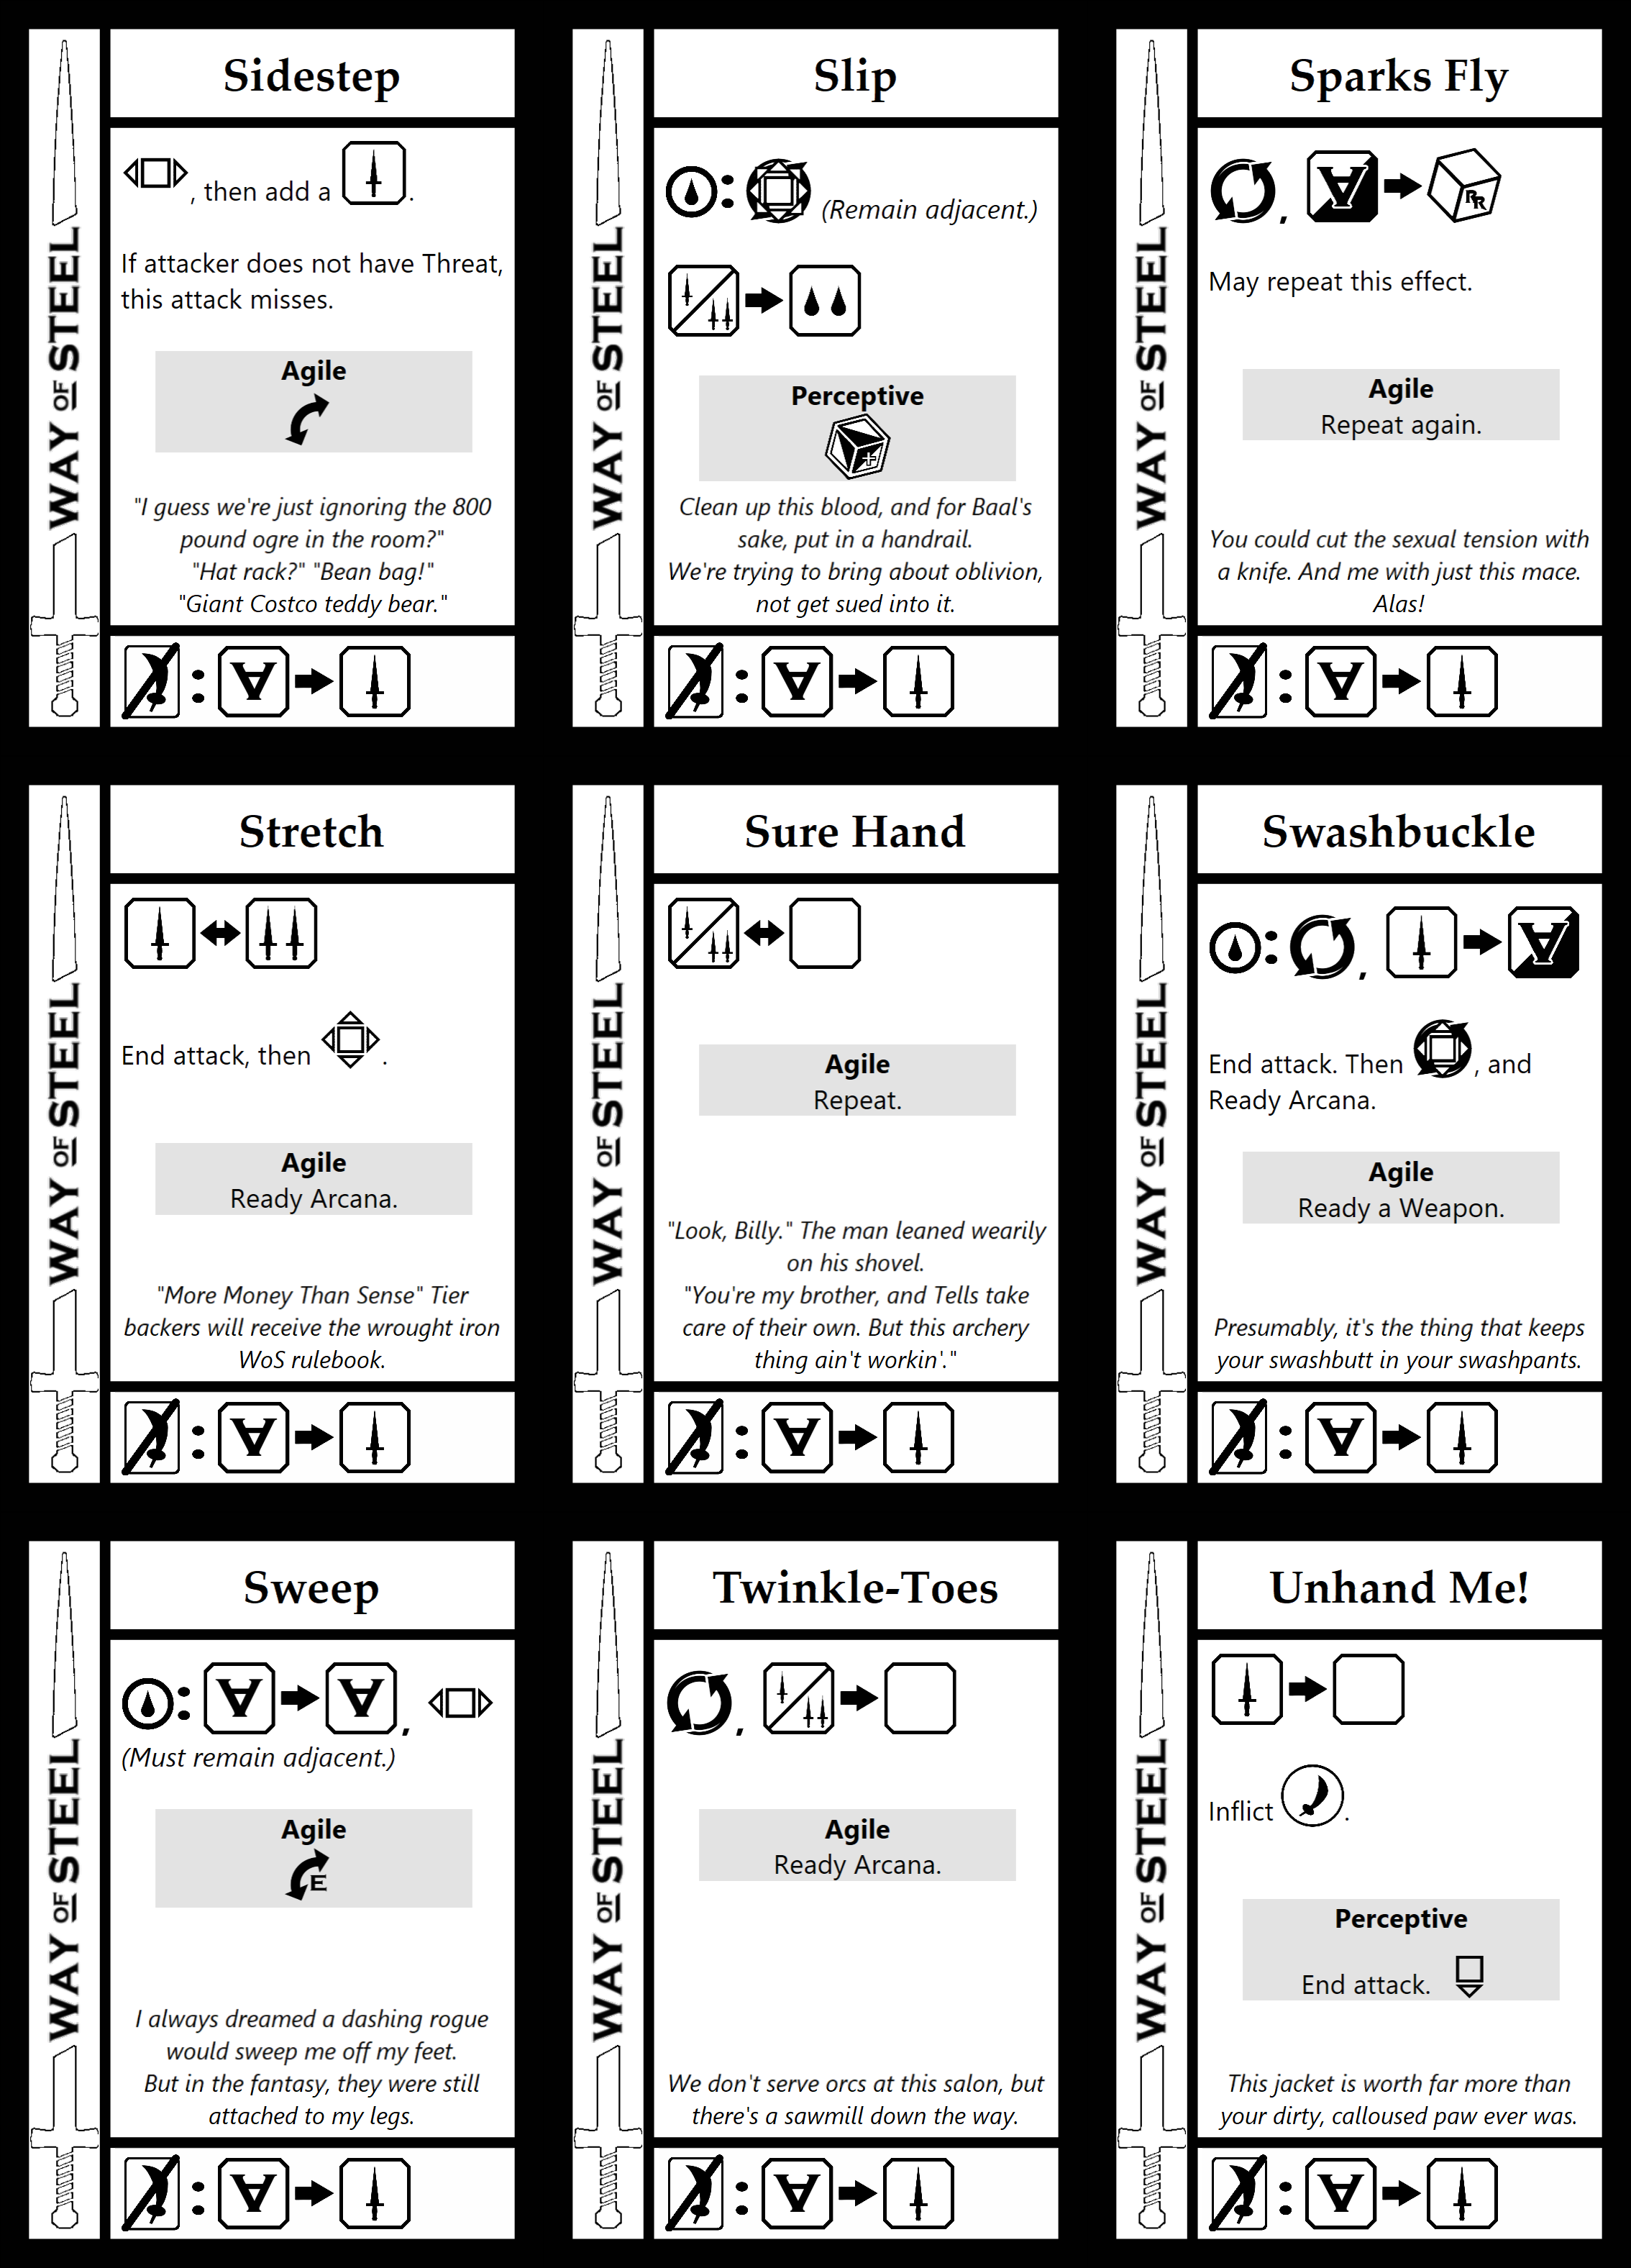 WAY OF STEEL
Sidestep
, then add a .
If attacker does not have Threat,
this attack misses.
Agile
"I guess we're just ignoring the 800
pound ogre in the room?"
"Hat rack?" "Bean bag!"
"Giant Costco teddy bear."
: ∀
WAY OF STEEL
Slip
: (Remain adjacent.)
Perceptive
+
Clean up this blood, and for Baal's
sake, put in a handrail.
We're trying to bring about oblivion,
not get sued into it.
: ∀
WAY OF STEEL
Sparks Fly
, ∀ RR
May repeat this effect.
Agile
Repeat again.
You could cut the sexual tension with
a knife. And me with just this mace.
Alas!
: ∀
WAY OF STEEL
Stretch
End attack, then .
Agile
Ready Arcana.
"More Money Than Sense" Tier
backers will receive the wrought iron
WoS rulebook.
: ∀
WAY OF STEEL
Sure Hand
Agile
Repeat.
"Look, Billy." The man leaned wearily
on his shovel.
"You're my brother, and Tells take
care of their own. But this archery
thing ain't workin'."
: ∀
WAY OF STEEL
Swashbuckle
: , ∀
End attack. Then , and
Ready Arcana.
Agile
Ready a Weapon.
Presumably, it's the thing that keeps
your swashbutt in your swashpants.
: ∀
WAY OF STEEL
Sweep
: ∀ ∀ ,
(Must remain adjacent.)
Agile
E
I always dreamed a dashing rogue
would sweep me off my feet.
But in the fantasy, they were still
attached to my legs.
: ∀
WAY OF STEEL
Twinkle-Toes
,
Agile
Ready Arcana.
We don't serve orcs at this salon, but
there's a sawmill down the way.
: ∀
WAY OF STEEL
Unhand Me!
Inflict .
Perceptive
End attack.
This jacket is worth far more than
your dirty, calloused paw ever was.
: ∀